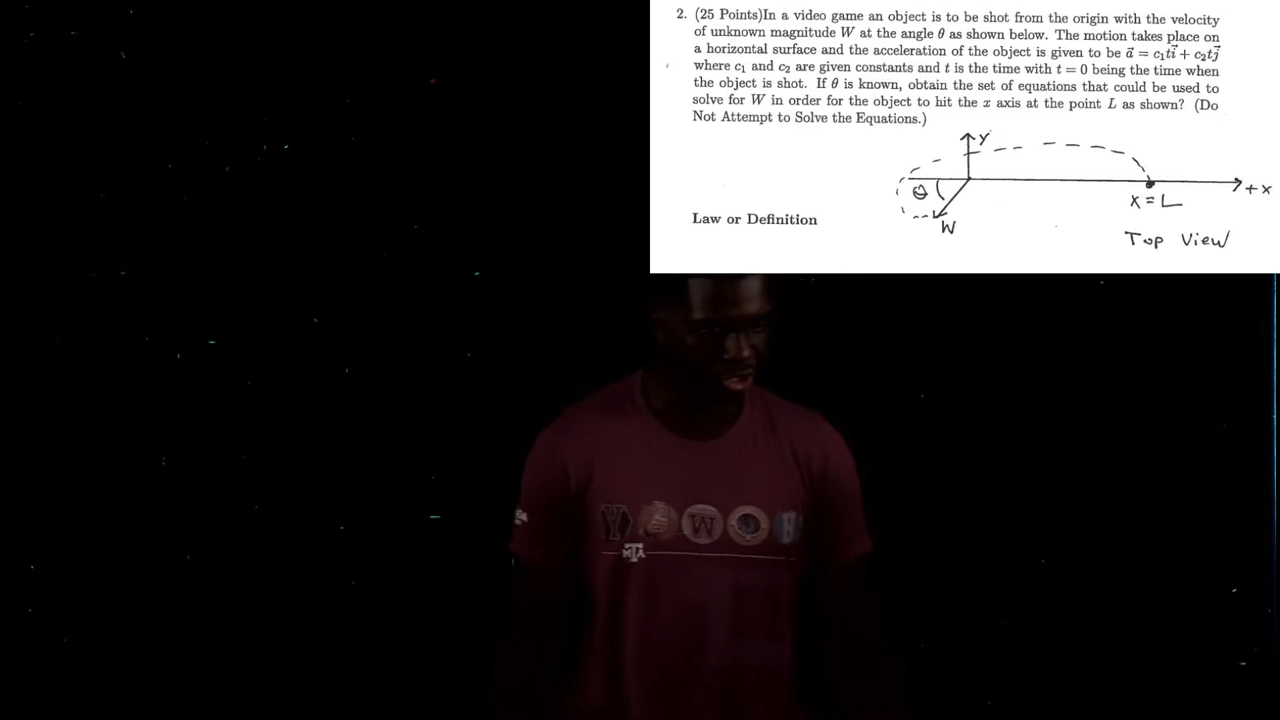 2. (25 Points)In a video game an object is to be shot from the origin with the velocity
of unknown magnitude W at the angle θ as shown below. The motion takes place on
a horizontal surface and the acceleration of the object is given to be a⃗ = c₁ti⃗ + c₂tj⃗
where c₁ and c₂ are given constants and t is the time with t = 0 being the time when
the object is shot. If θ is known, obtain the set of equations that could be used to
solve for W in order for the object to hit the x axis at the point L as shown? (Do
Not Attempt to Solve the Equations.)
Y
θ
+x
x = L
W
Law or Definition
Top View
Y W
ATM